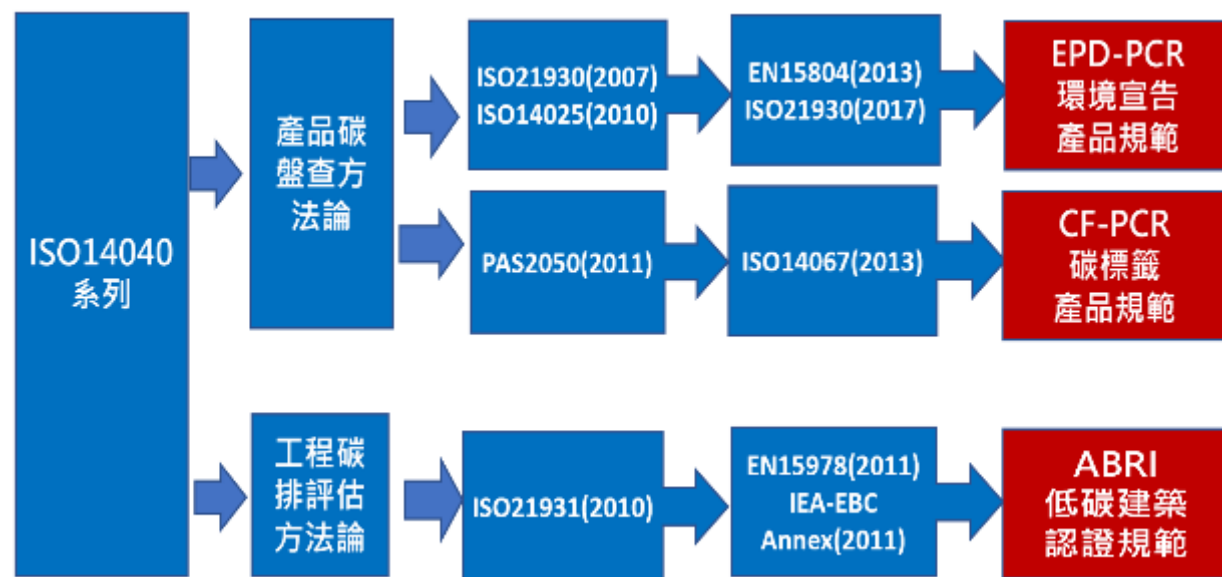 ISO14040
系列
產品碳
盤查方
法論
ISO21930(2007)
ISO14025(2010)
EN15804(2013)
ISO21930(2017)
EPD-PCR
環境宣告
產品規範
PAS2050(2011)
ISO14067(2013)
CF-PCR
碳標籤
產品規範
工程碳
排評估
方法論
ISO21931(2010)
EN15978(2011)
IEA-EBC
Annex(2011)
ABRI
低碳建築
認證規範